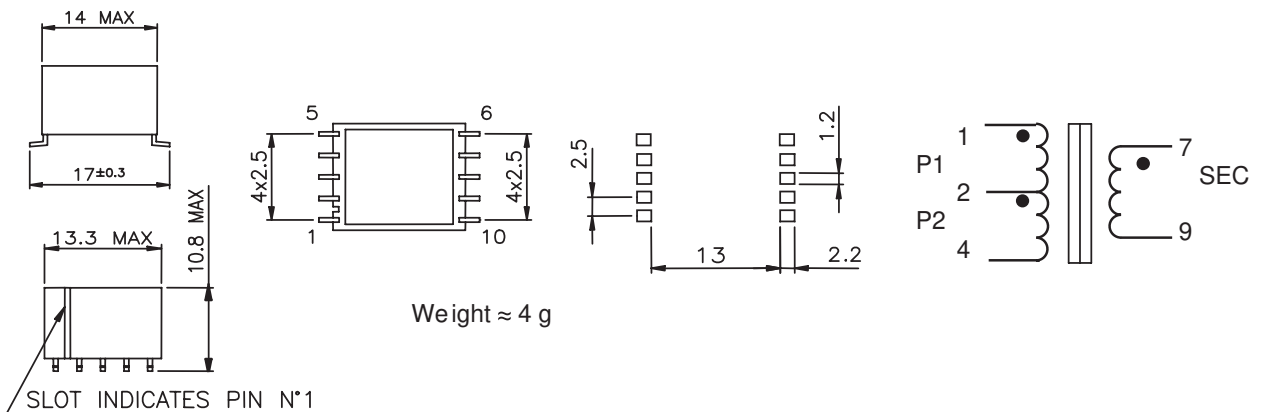 14 MAX
17±0.3
13.3 MAX
10.8 MAX
SLOT INDICATES PIN N°1
5
6
4x2.5
4x2.5
1
10
Weight ≈ 4 g
2.5
1.2
13
2.2
1
P1
2
P2
4
7
SEC
9